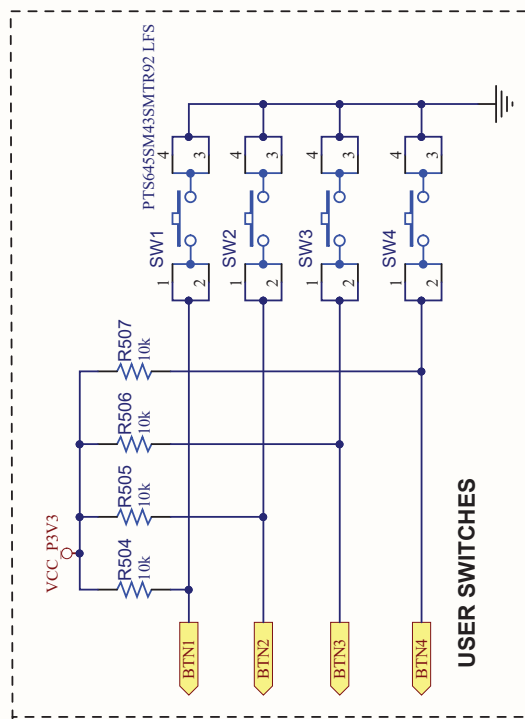 PTS645SM43SMTR92 LFS
SW1
1
2
4
3
SW2
1
2
4
3
SW3
1
2
4
3
SW4
1
2
4
3
VCC_P3V3
R504
10k
R505
10k
R506
10k
R507
10k
BTN1
BTN2
BTN3
BTN4
USER SWITCHES